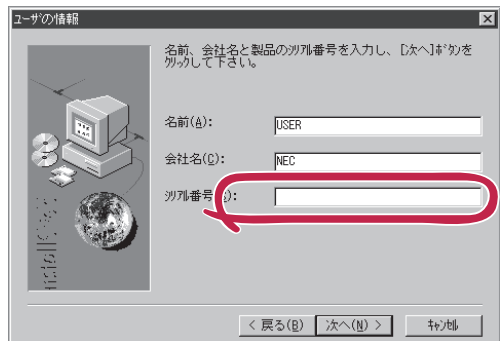 ユーザの情報
名前、会社名と製品のｼﾘｱﾙ番号を入力し、[次へ]ﾎﾞﾀﾝを
ｸﾘｯｸして下さい。
名前(A):
USER
会社名(C):
NEC
ｼﾘｱﾙ番号(S):
< 戻る(B)
次へ(N) >
ｷｬﾝｾﾙ